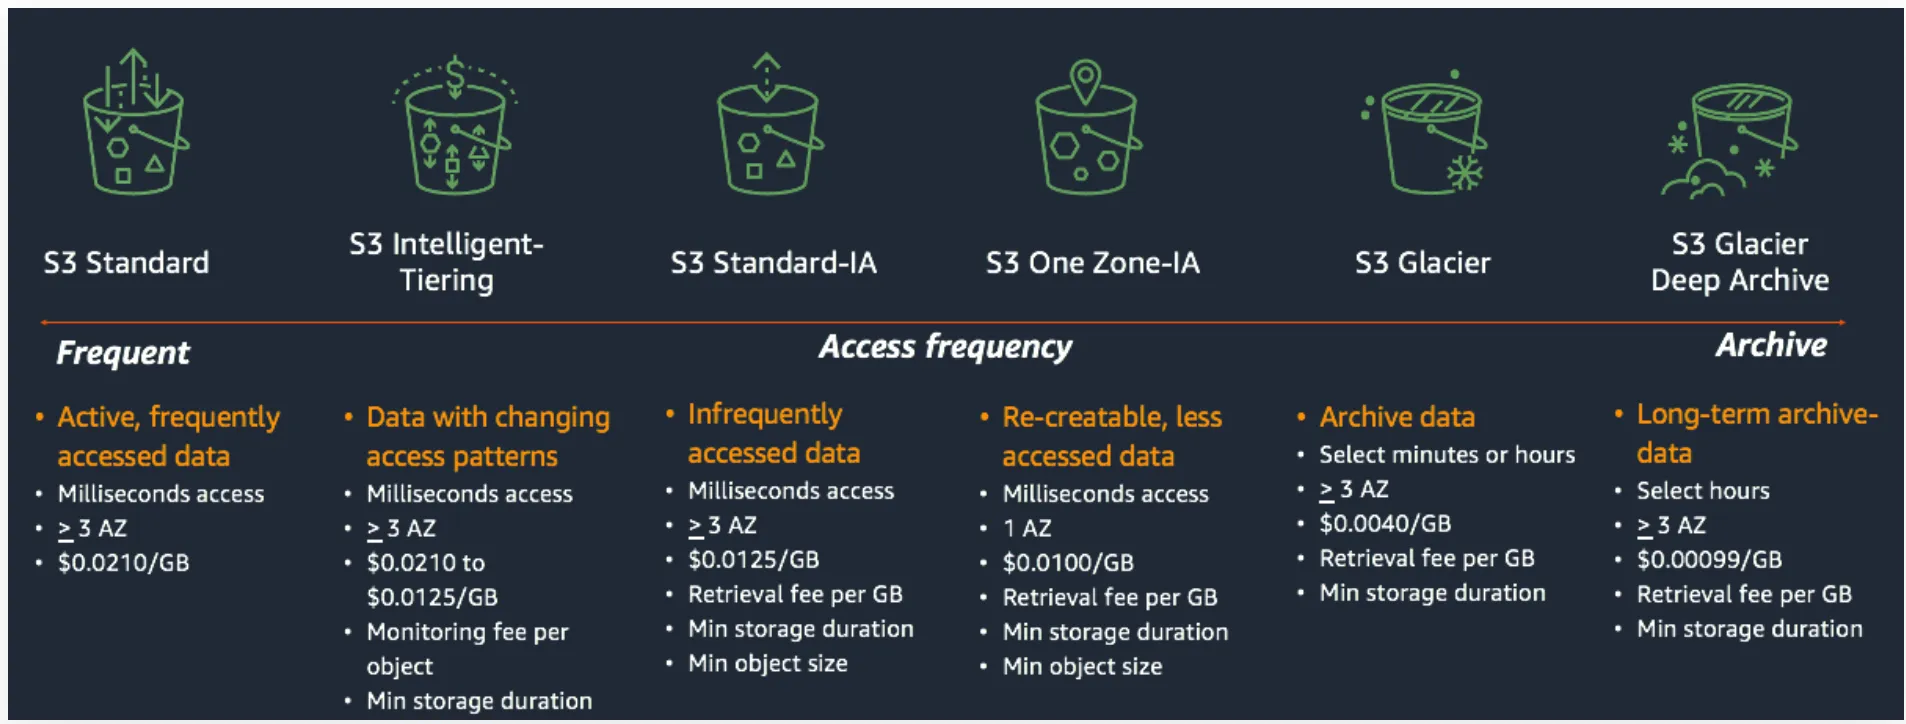 $
S3 Standard
S3 Intelligent-
Tiering
S3 Standard-IA
S3 One Zone-IA
S3 Glacier
S3 Glacier
Deep Archive
Frequent
Access frequency
Archive
• Active, frequently
accessed data
• Milliseconds access
• ≥ 3 AZ
• $0.0210/GB
• Data with changing
access patterns
• Milliseconds access
• ≥ 3 AZ
• $0.0210 to
$0.0125/GB
• Monitoring fee per
object
• Min storage duration
• Infrequently
accessed data
• Milliseconds access
• ≥ 3 AZ
• $0.0125/GB
• Retrieval fee per GB
• Min storage duration
• Min object size
• Re-creatable, less
accessed data
• Milliseconds access
• 1 AZ
• $0.0100/GB
• Retrieval fee per GB
• Min storage duration
• Min object size
• Archive data
• Select minutes or hours
• ≥ 3 AZ
• $0.0040/GB
• Retrieval fee per GB
• Min storage duration
• Long-term archive-
data
• Select hours
• ≥ 3 AZ
• $0.00099/GB
• Retrieval fee per GB
• Min storage duration